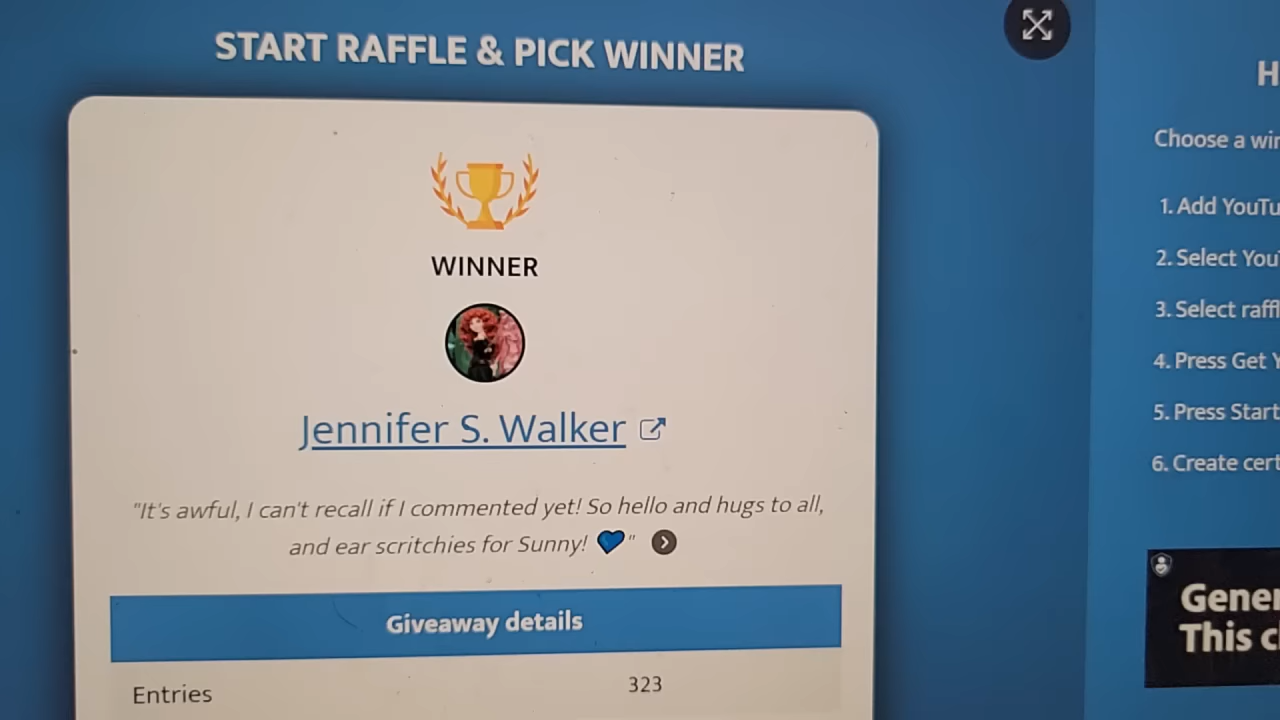 START RAFFLE & PICK WINNER
WINNER
Jennifer S. Walker
"It's awful, I can't recall if I commented yet! So hello and hugs to all,
and ear scritchies for Sunny! 💙"
Giveaway details
Entries 323
H
Choose a win
1. Add YouTu
2. Select You
3. Select raffl
4. Press Get Y
5. Press Start
6. Create cert
Gener
This c